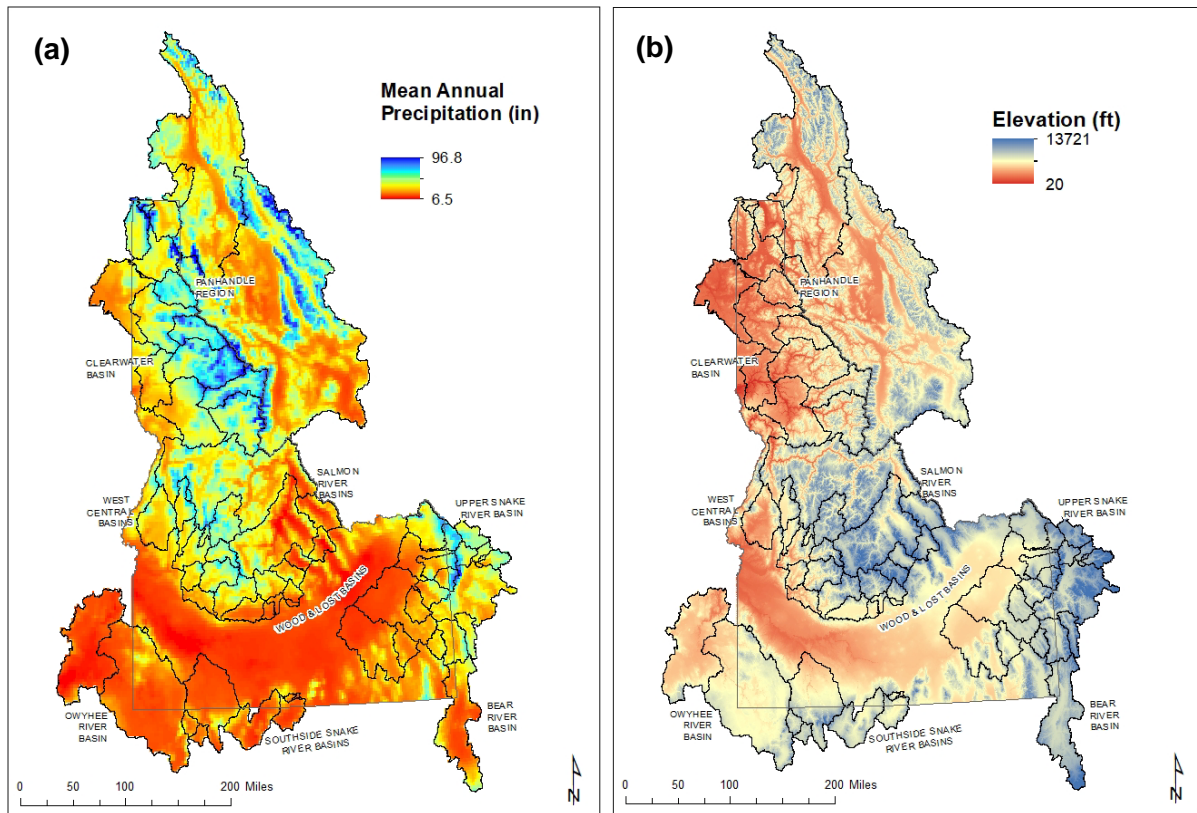 (a)
Mean Annual
Precipitation (in)
96.8
6.5
PANHANDLE
REGION
CLEARWATER
BASIN
SALMON
RIVER
BASINS
WEST
CENTRAL
BASINS
UPPER SNAKE
RIVER BASIN
WOOD & LOST BASINS
OWYHEE
RIVER
BASIN
SOUTHSIDE SNAKE
RIVER BASINS
BEAR
RIVER
BASIN
0 50 100 200 Miles
N
(b)
Elevation (ft)
13721
20
PANHANDLE
REGION
CLEARWATER
BASIN
SALMON
RIVER
BASINS
WEST
CENTRAL
BASINS
UPPER SNAKE
RIVER BASIN
WOOD & LOST BASINS
OWYHEE
RIVER
BASIN
SOUTHSIDE SNAKE
RIVER BASINS
BEAR
RIVER
BASIN
0 50 100 200 Miles
N